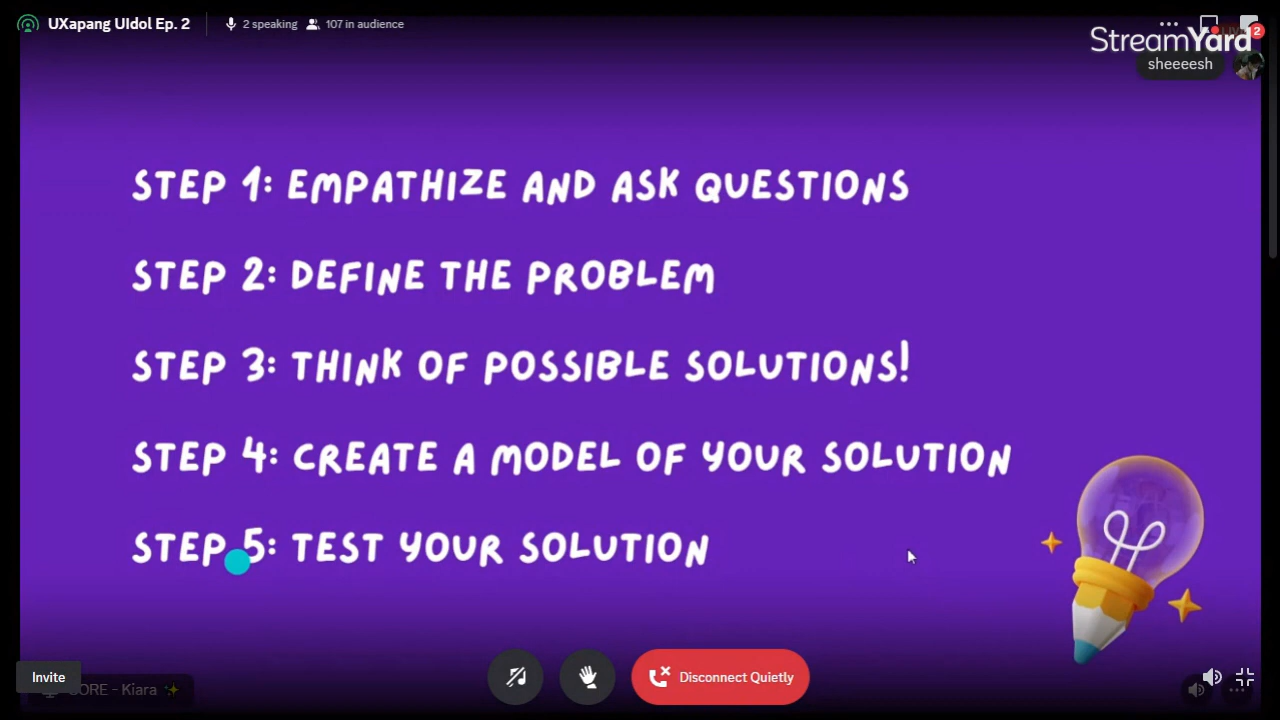 UXapang UIdol Ep. 2
2 speaking
107 in audience
StreamYard
2
sheeeesh
STEP 1: EMPATHIZE AND ASK QUESTIONS
STEP 2: DEFINE THE PROBLEM
STEP 3: THINK OF POSSIBLE SOLUTIONS!
STEP 4: CREATE A MODEL OF YOUR SOLUTION
STEP 5: TEST YOUR SOLUTION
Invite
Kiara
Disconnect Quietly